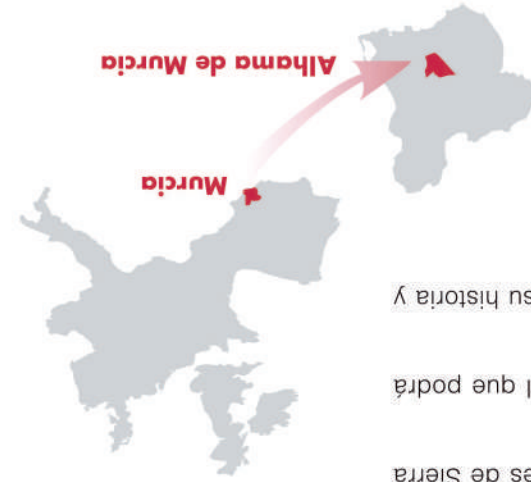 es de Sierra
l que podrá
su historia y
Murcia
Alhama de Murcia